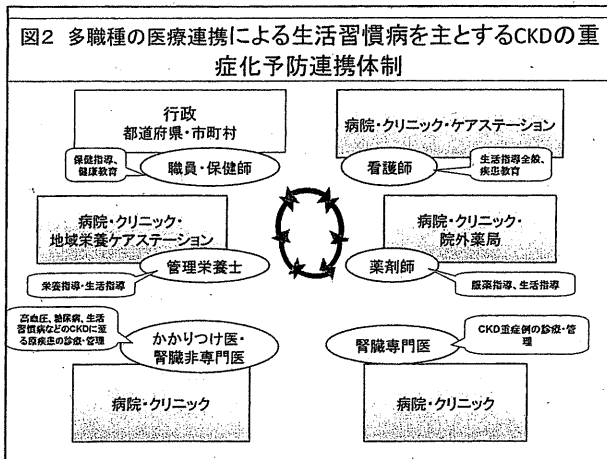 図2 多職種の医療連携による生活習慣病を主とするCKDの重
症化予防連携体制
行政
都道府県・市町村
保健指導、
健康教育
職員・保健師
病院・クリニック・ケアステーション
看護師
生活指導全般、
疾患教育
病院・クリニック・
地域栄養ケアステーション
管理栄養士
栄養指導・生活指導
病院・クリニック・
院外薬局
薬剤師
服薬指導、生活指導
高血圧、糖尿病、生活
習慣病などのCKDに至
る原疾患の診療・管理
かかりつけ医・
腎臓非専門医
病院・クリニック
腎臓専門医
CKD重症例の診療・管
理
病院・クリニック